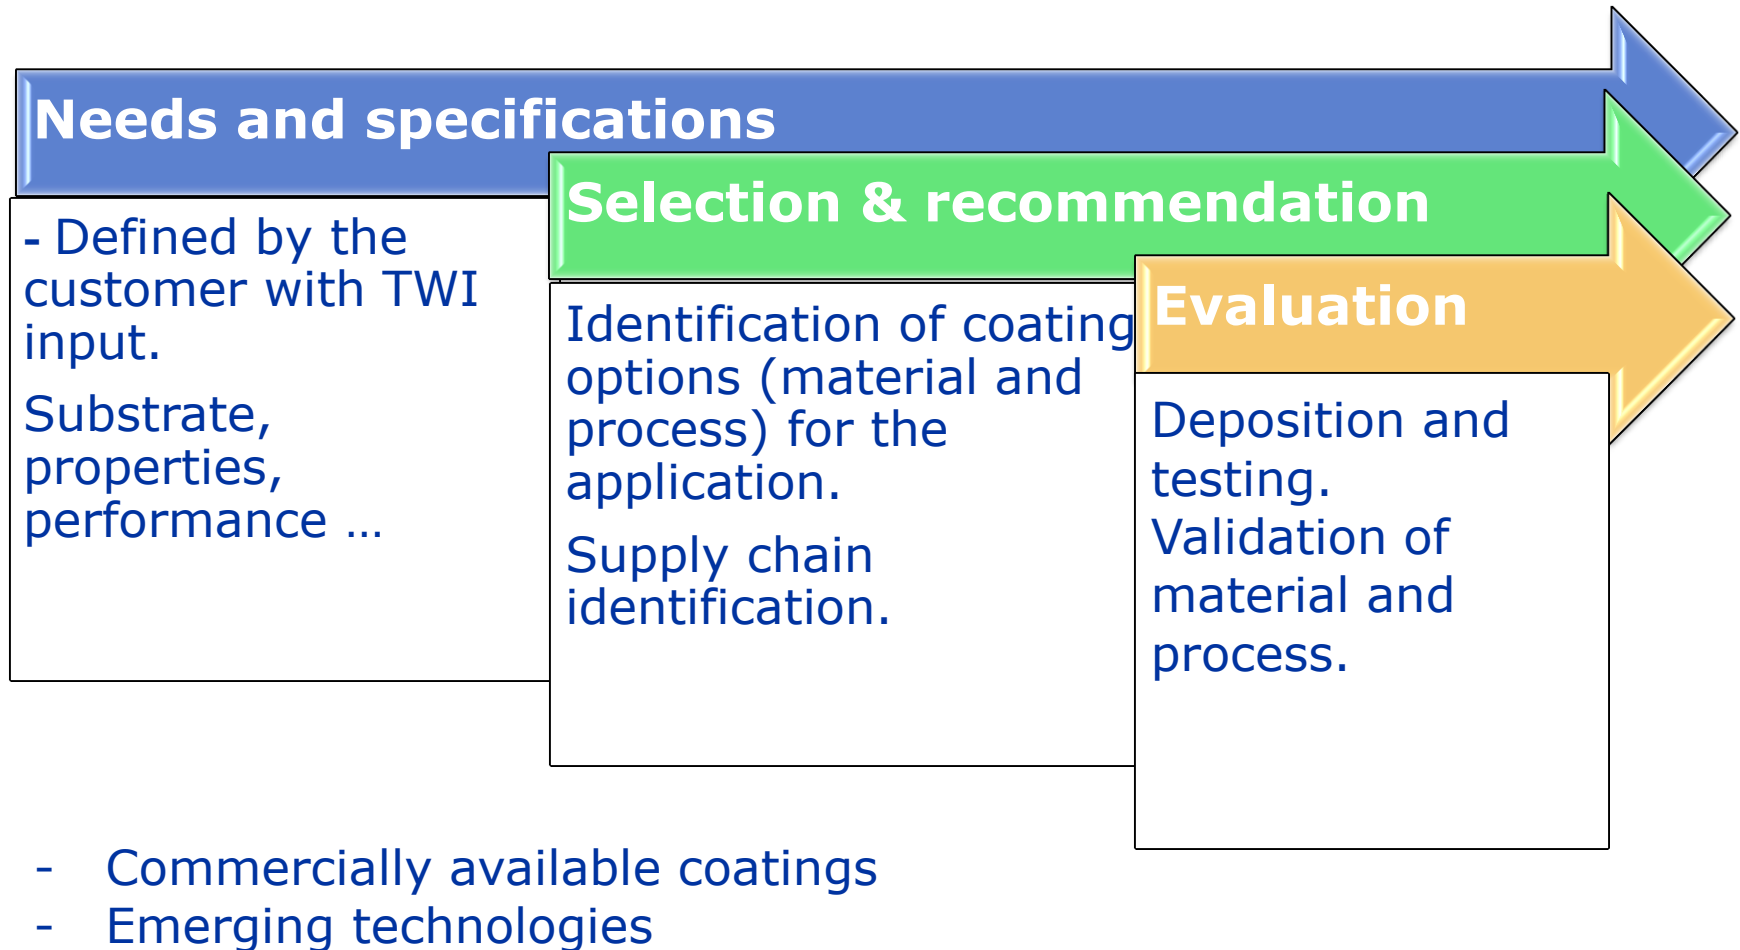 Needs and specifications
- Defined by the
customer with TWI
input.
Substrate,
properties,
performance …
Selection & recommendation
Identification of coating
options (material and
process) for the
application.
Supply chain
identification.
Evaluation
Deposition and
testing.
Validation of
material and
process.
- Commercially available coatings
- Emerging technologies